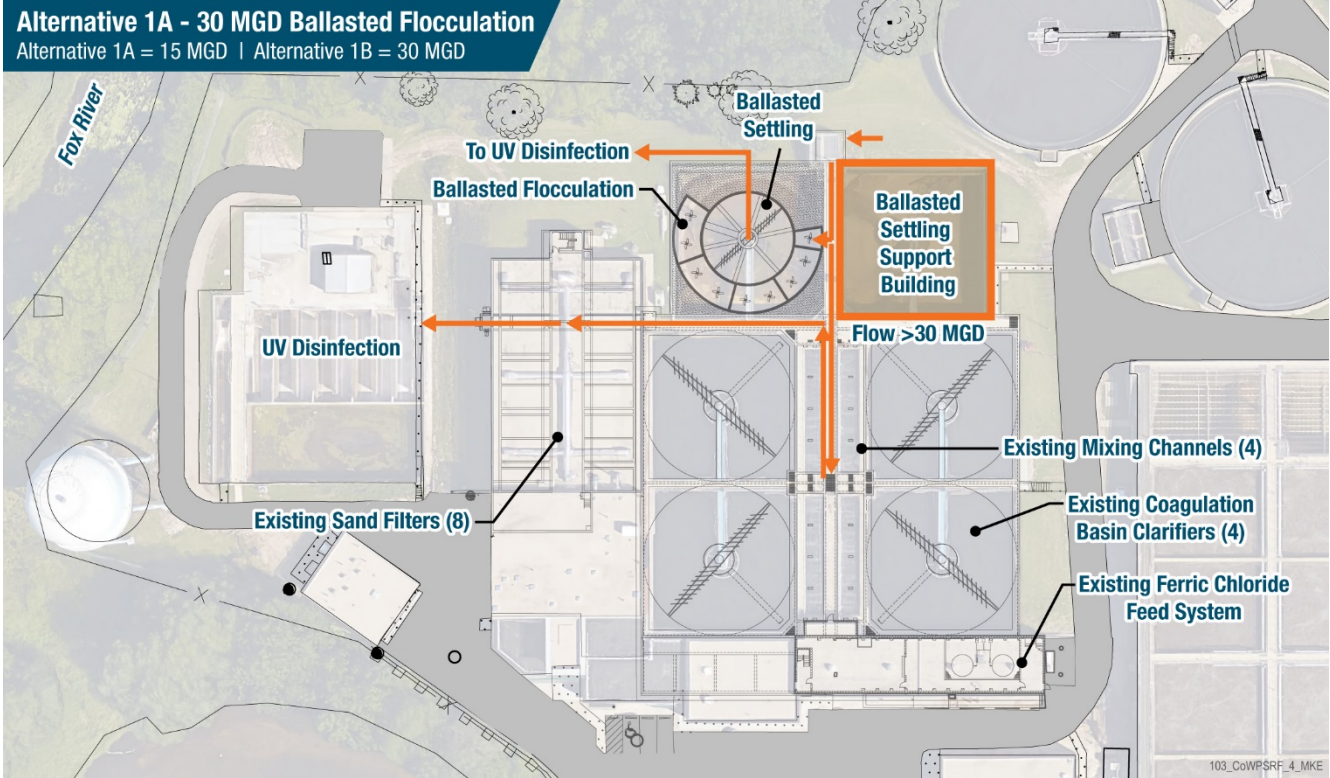 Alternative 1A - 30 MGD Ballasted Flocculation
Alternative 1A = 15 MGD | Alternative 1B = 30 MGD
Fox River
Ballasted
Settling
To UV Disinfection
Ballasted Flocculation
Ballasted
Settling
Support
Building
UV Disinfection
Flow >30 MGD
Existing Mixing Channels (4)
Existing Sand Filters (8)
Existing Coagulation
Basin Clarifiers (4)
Existing Ferric Chloride
Feed System
103_CoWPSRF_4_MKE